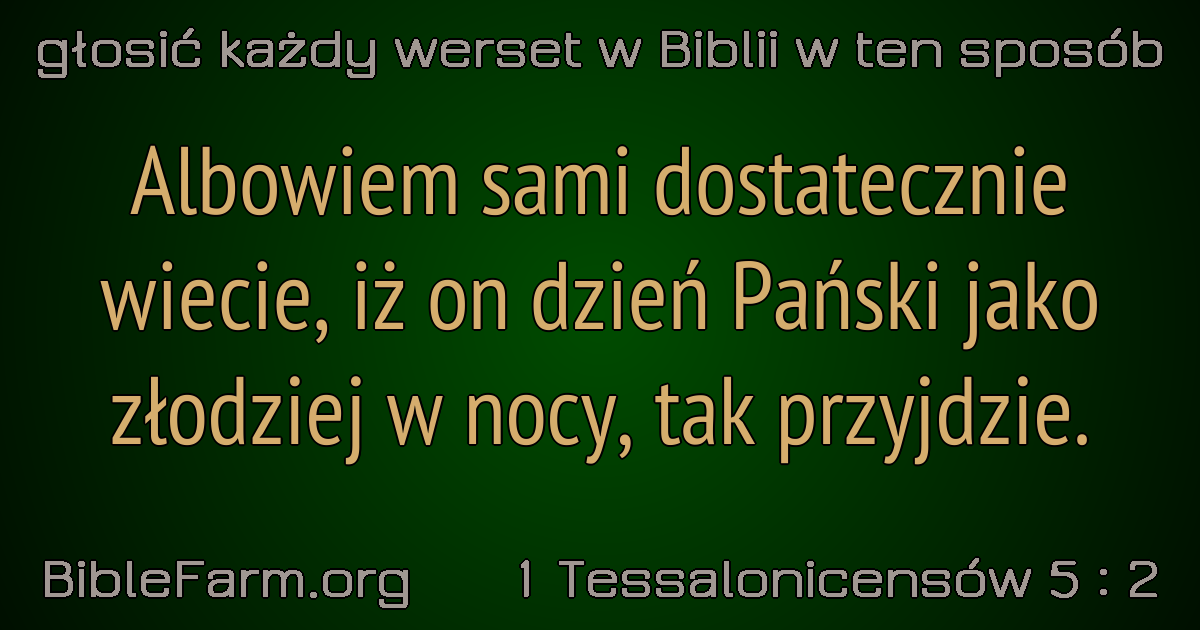 głosić każdy werset w Biblii w ten sposób
Albowiem sami dostatecznie
wiecie, iż on dzień Pański jako
złodziej w nocy, tak przyjdzie.
BibleFarm.org 1 Tessalonicensów 5 : 2